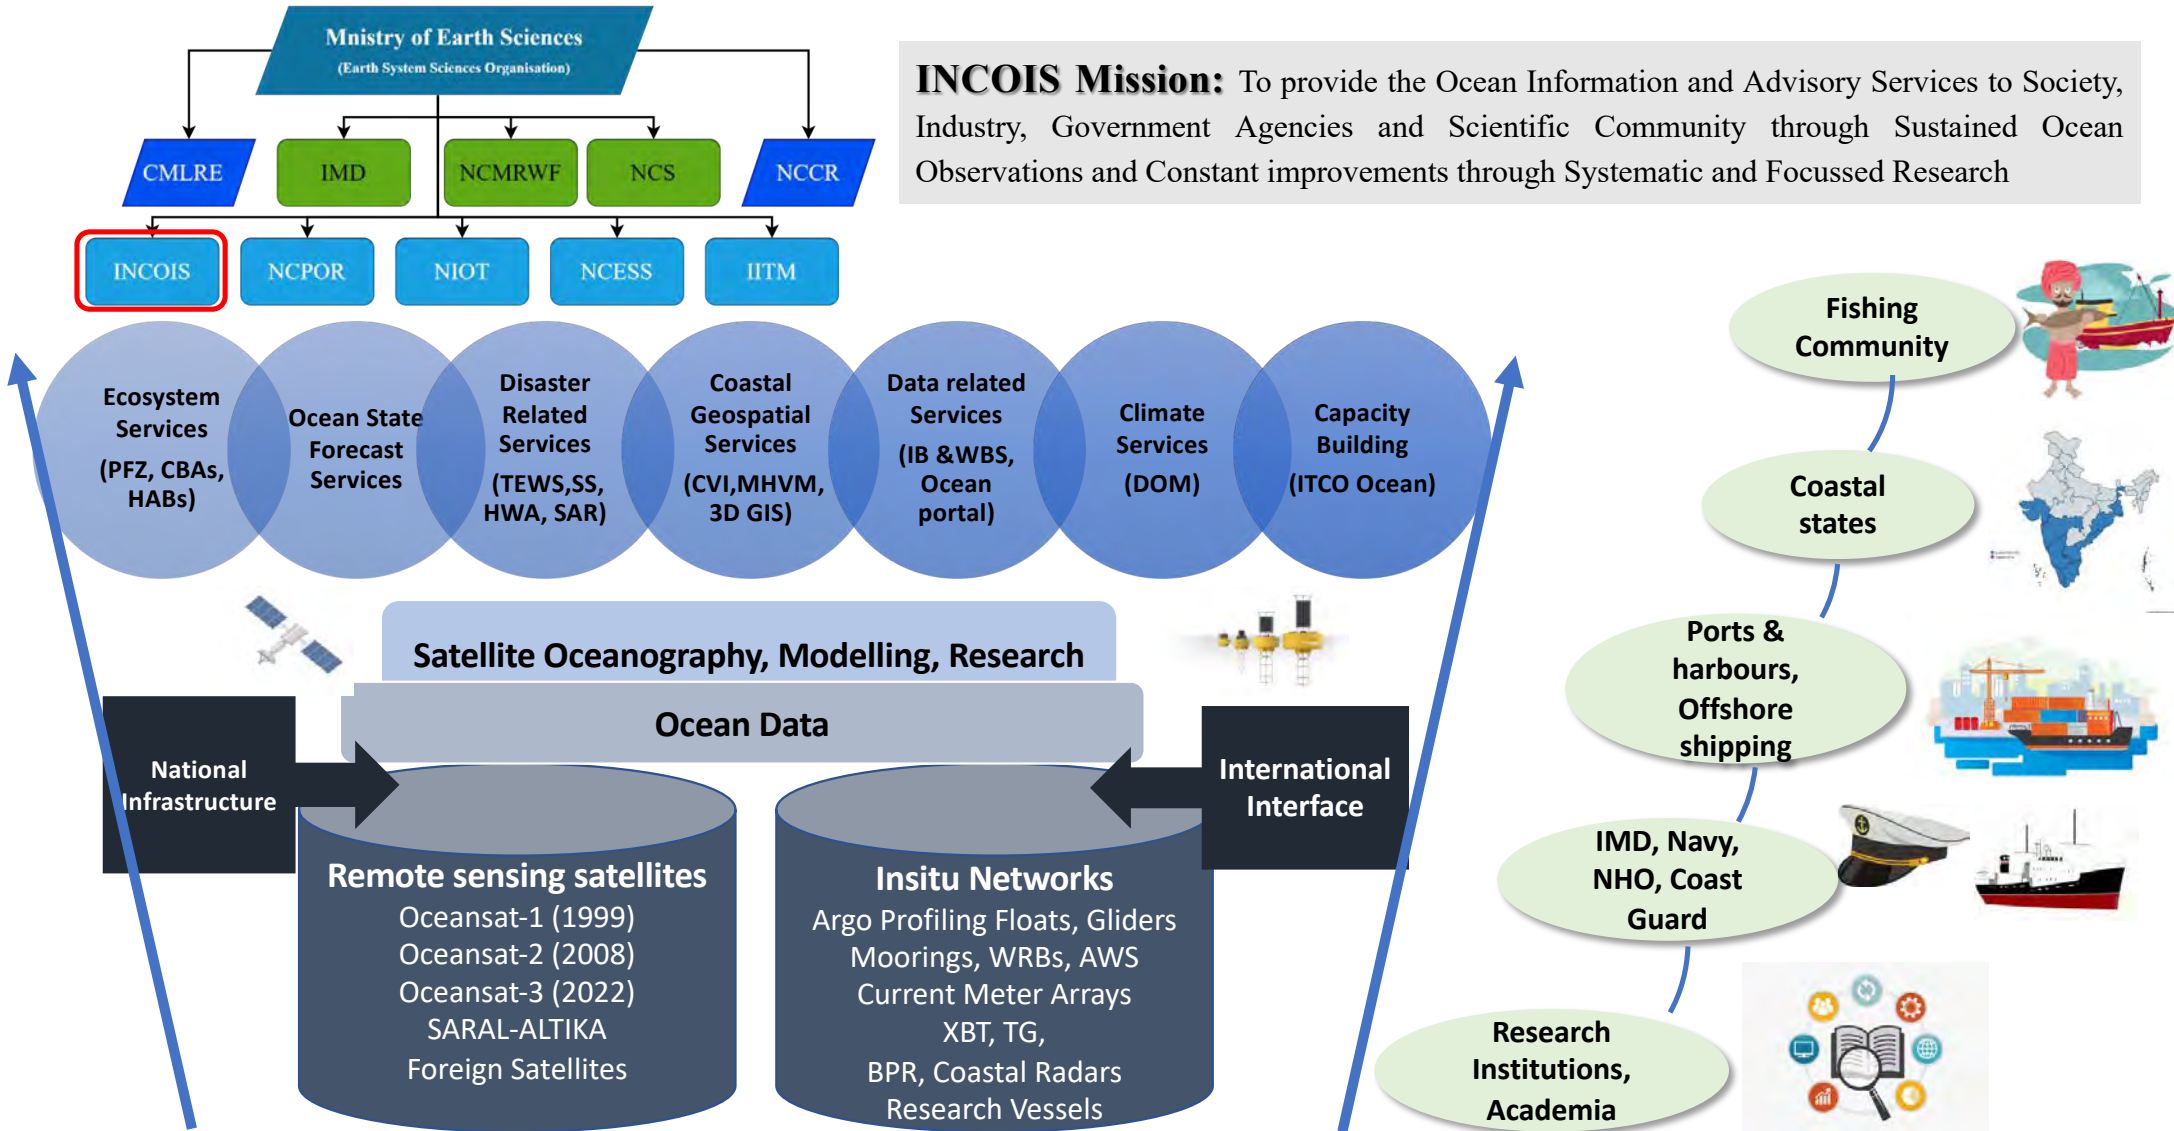 Mnistry of Earth Sciences
(Earth System Sciences Organisation)
CMLRE
IMD
NCMRWF
NCS
NCCR
INCOIS
NCPOR
NIOT
NCESS
IITM
INCOIS Mission: To provide the Ocean Information and Advisory Services to Society,
Industry, Government Agencies and Scientific Community through Sustained Ocean
Observations and Constant improvements through Systematic and Focussed Research
Ecosystem
Services
(PFZ, CBAs,
HABs)
Ocean State
Forecast
Services
Disaster
Related
Services
(TEWS,SS,
HWA, SAR)
Coastal
Geospatial
Services
(CVI,MHVM,
3D GIS)
Data related
Services
(IB &WBS,
Ocean
portal)
Climate
Services
(DOM)
Capacity
Building
(ITCO Ocean)
Satellite Oceanography, Modelling, Research
Ocean Data
National
Infrastructure
International
Interface
Remote sensing satellites
Oceansat-1 (1999)
Oceansat-2 (2008)
Oceansat-3 (2022)
SARAL-ALTIKA
Foreign Satellites
Insitu Networks
Argo Profiling Floats, Gliders
Moorings, WRBs, AWS
Current Meter Arrays
XBT, TG,
BPR, Coastal Radars
Research Vessels
Fishing
Community
Coastal
states
Ports &
harbours,
Offshore
shipping
IMD, Navy,
NHO, Coast
Guard
Research
Institutions,
Academia